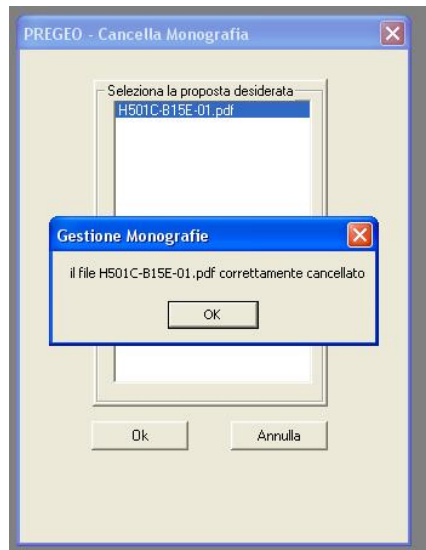 PREGEO - Cancella Monografia
Seleziona la proposta desiderata
H501C-B15E-01.pdf
Gestione Monografie
il file H501C-B15E-01.pdf correttamente cancellato
OK
Ok
Annulla